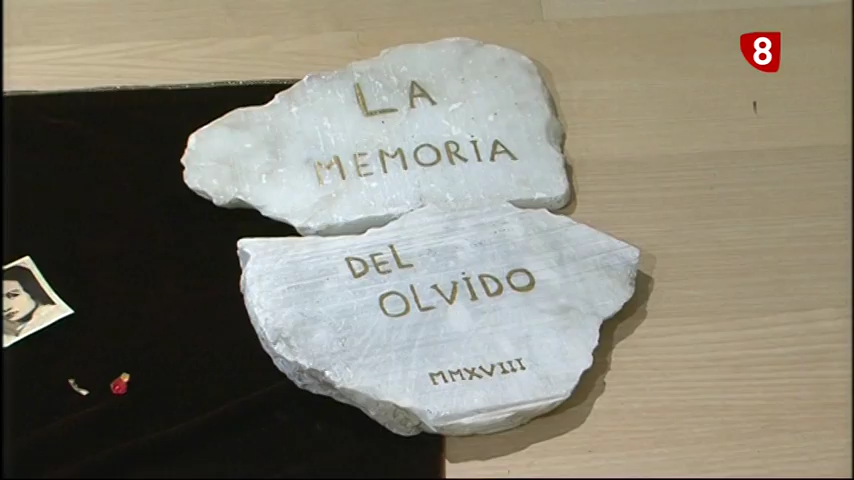 8
LA
MEMORIA
DEL
OLVIDO
MMXVIII